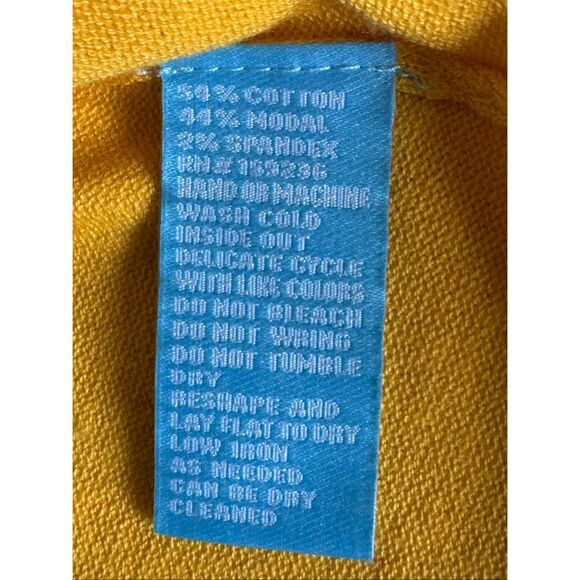 54% COTTON
44% MODAL
2% SPANDEX
RN# 169296
HAND OR MACHINE
WASH COLD
INSIDE OUT
DELICATE CYCLE
WITH LIKE COLORS
DO NOT BLEACH
DO NOT WRING
DO NOT TUMBLE
DRY
RESHAPE AND
LAY FLAT TO DRY
LOW IRON
AS NEEDED
CAN BE DRY
CLEANED